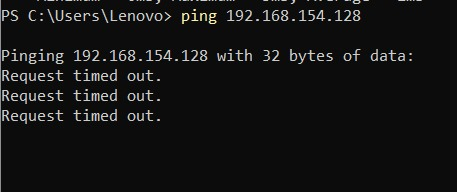 PS C:\Users\Lenovo> ping 192.168.154.128
Pinging 192.168.154.128 with 32 bytes of data:
Request timed out.
Request timed out.
Request timed out.